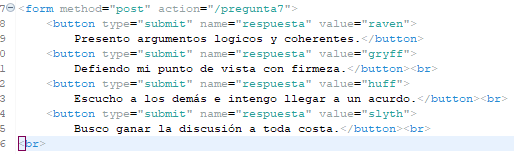 7 <form method="post" action="/pregunta7">
8 <button type="submit" name="respuesta" value="raven">
9 Presento argumentos logicos y coherentes.</button>
0 <button type="submit" name="respuesta" value="gryff">
1 Defiendo mi punto de vista con firmeza.</button><br>
2 <button type="submit" name="respuesta" value="huff">
3 Escucho a los demás e intengo llegar a un acurdo.</button><br>
4 <button type="submit" name="respuesta" value="slyth">
5 Busco ganar la discusión a toda costa.</button><br>
6 <br>